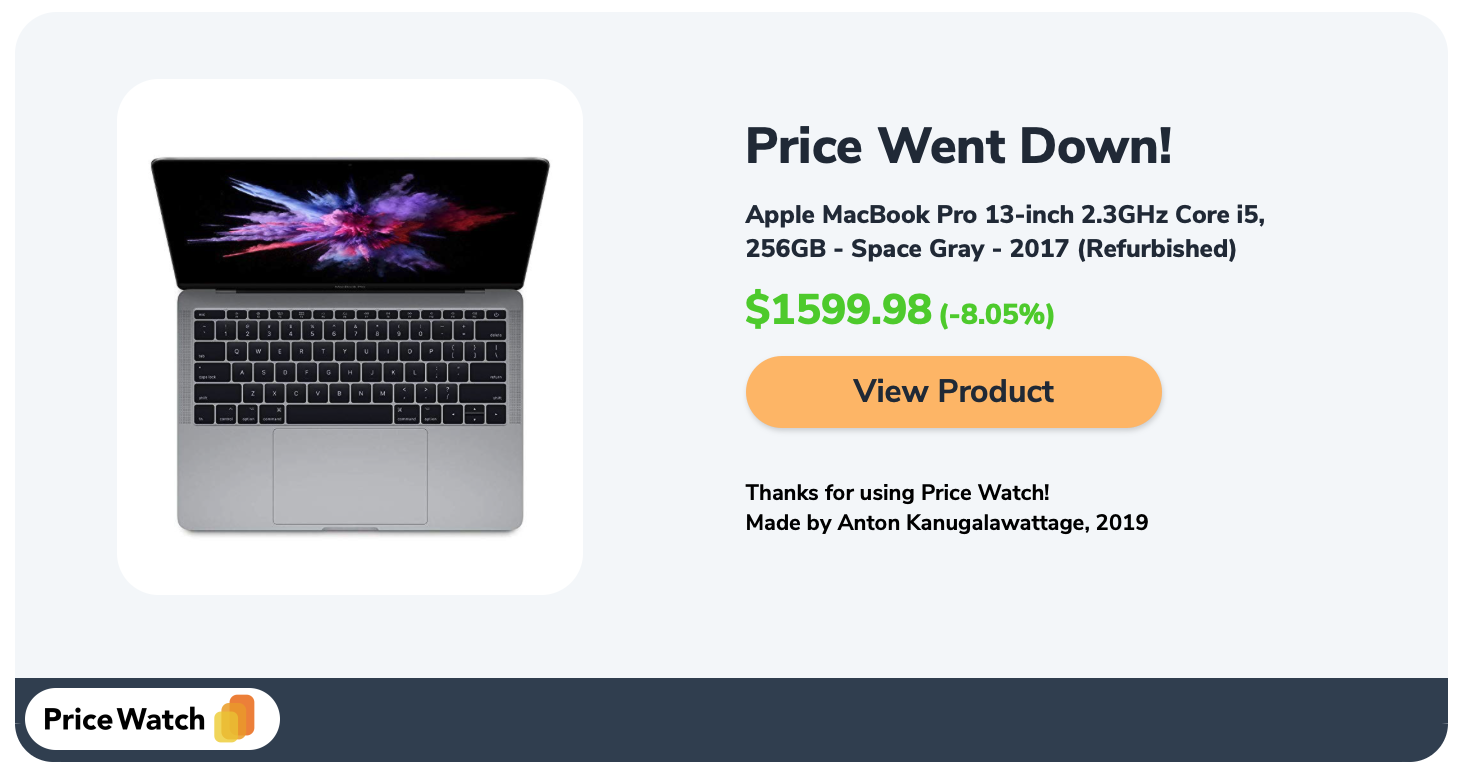 Price Went Down!
Apple MacBook Pro 13-inch 2.3GHz Core i5,
256GB - Space Gray - 2017 (Refurbished)
$1599.98 (-8.05%)
View Product
Thanks for using Price Watch!
Made by Anton Kanugalawattage, 2019
Price Watch